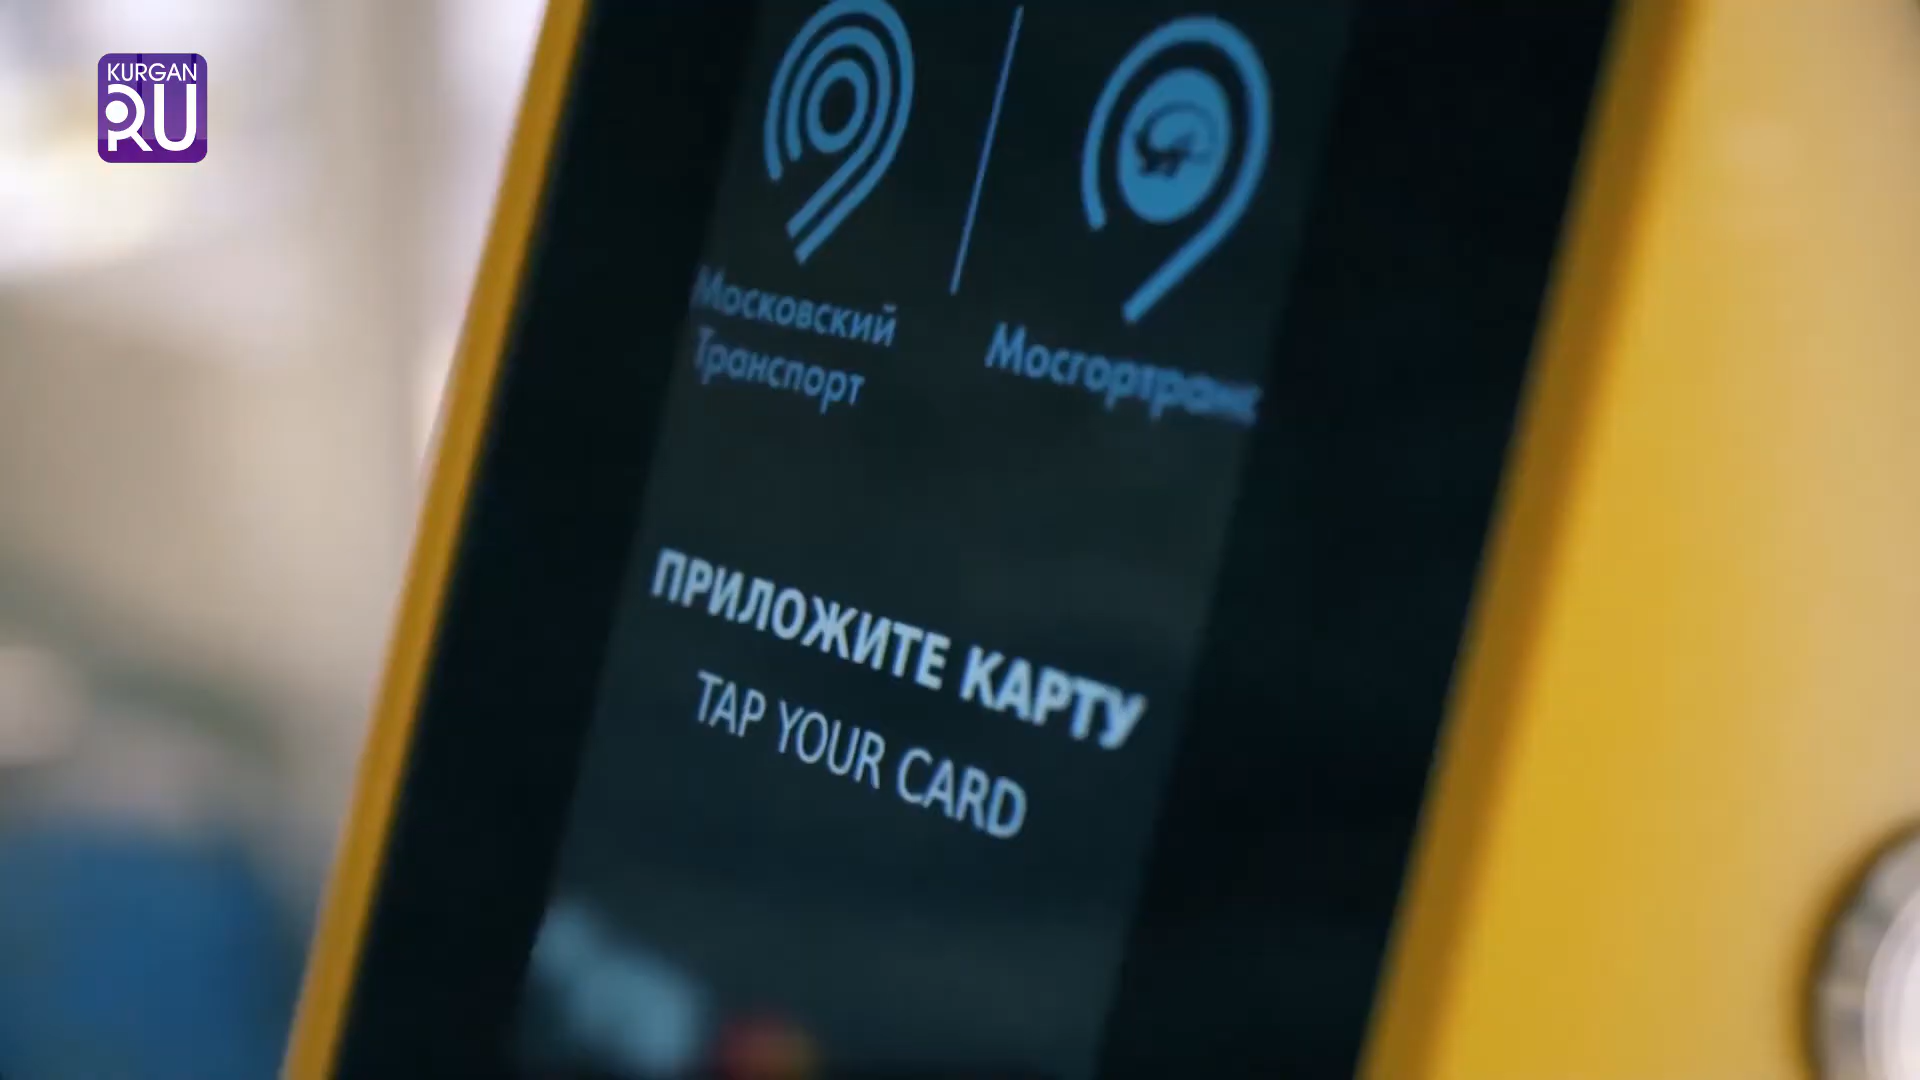 KURGAN
RU
Московский
Транспорт
Мосгортранс
ПРИЛОЖИТЕ КАРТУ
TAP YOUR CARD